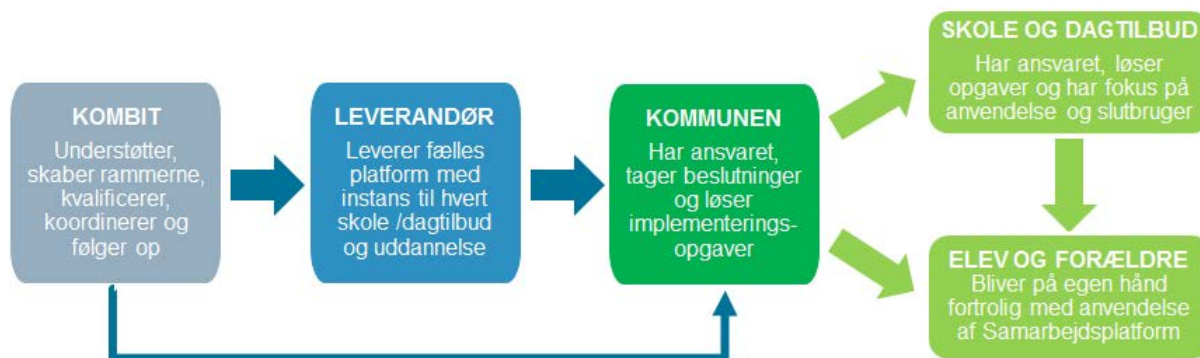 KOMBIT
Understøtter,
skaber rammerne,
kvalificerer,
koordinerer og
følger op
LEVERANDØR
Leverer fælles
platform med
instans til hvert
skole /dagtilbud
og uddannelse
KOMMUNEN
Har ansvaret,
tager beslutninger
og løser
implementerings-
opgaver
SKOLE OG DAGTILBUD
Har ansvaret, løser
opgaver og har fokus på
anvendelse og slutbruger
ELEV OG FORÆLDRE
Bliver på egen hånd
fortrolig med anvendelse
af Samarbejdsplatform